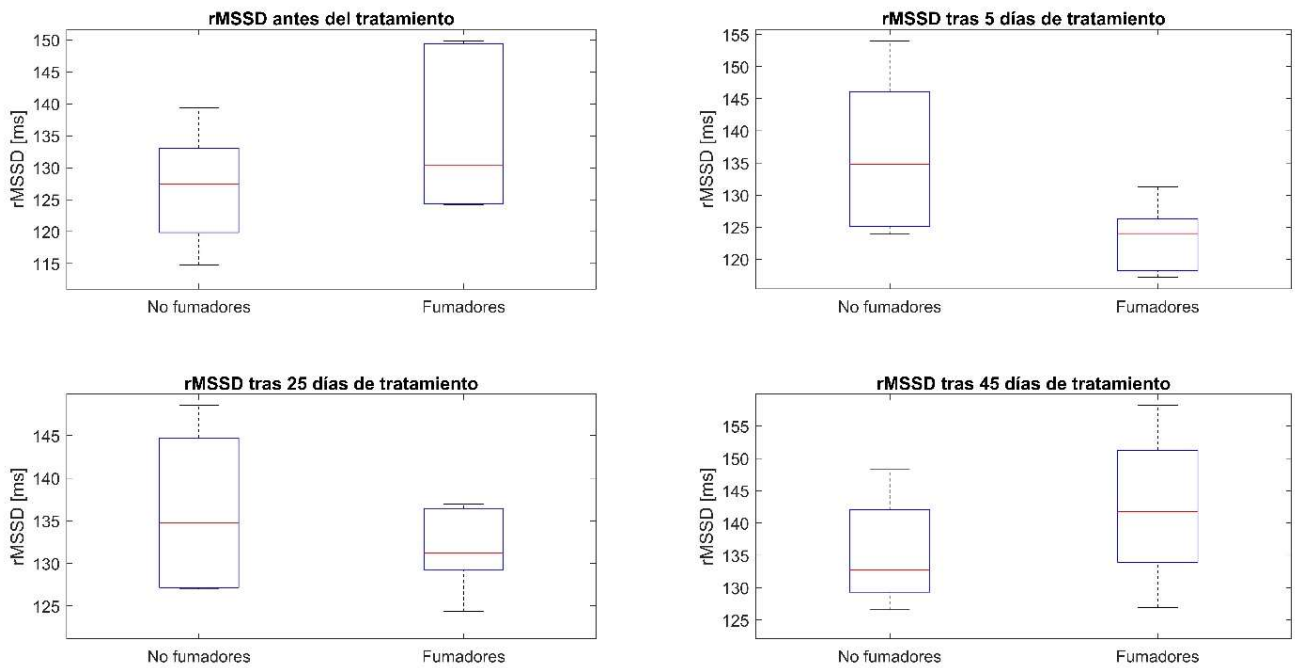 rMSSD antes del tratamiento
rMSSD [ms]
150
145
140
135
130
125
120
115
No fumadores
Fumadores
rMSSD tras 5 días de tratamiento
rMSSD [ms]
155
150
145
140
135
130
125
120
No fumadores
Fumadores
rMSSD tras 25 días de tratamiento
rMSSD [ms]
145
140
135
130
125
No fumadores
Fumadores
rMSSD tras 45 días de tratamiento
rMSSD [ms]
155
150
145
140
135
130
125
No fumadores
Fumadores